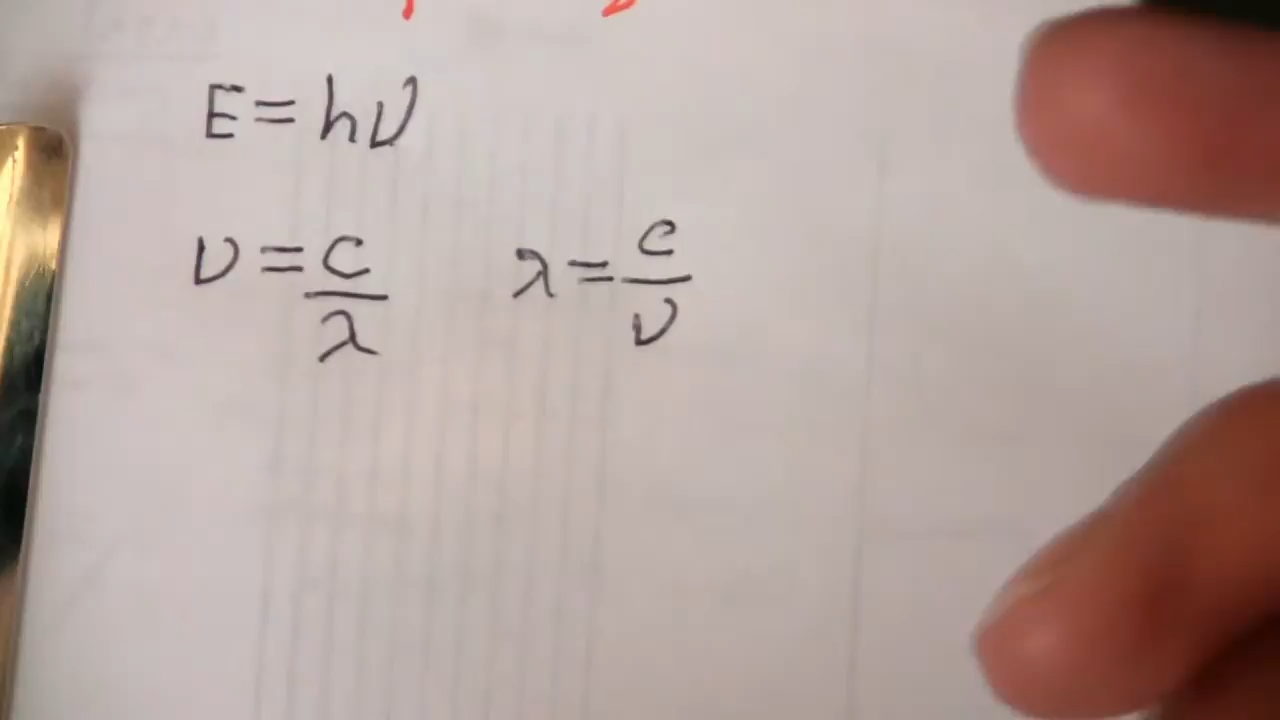 E = hν
ν = c/λ λ = c/ν